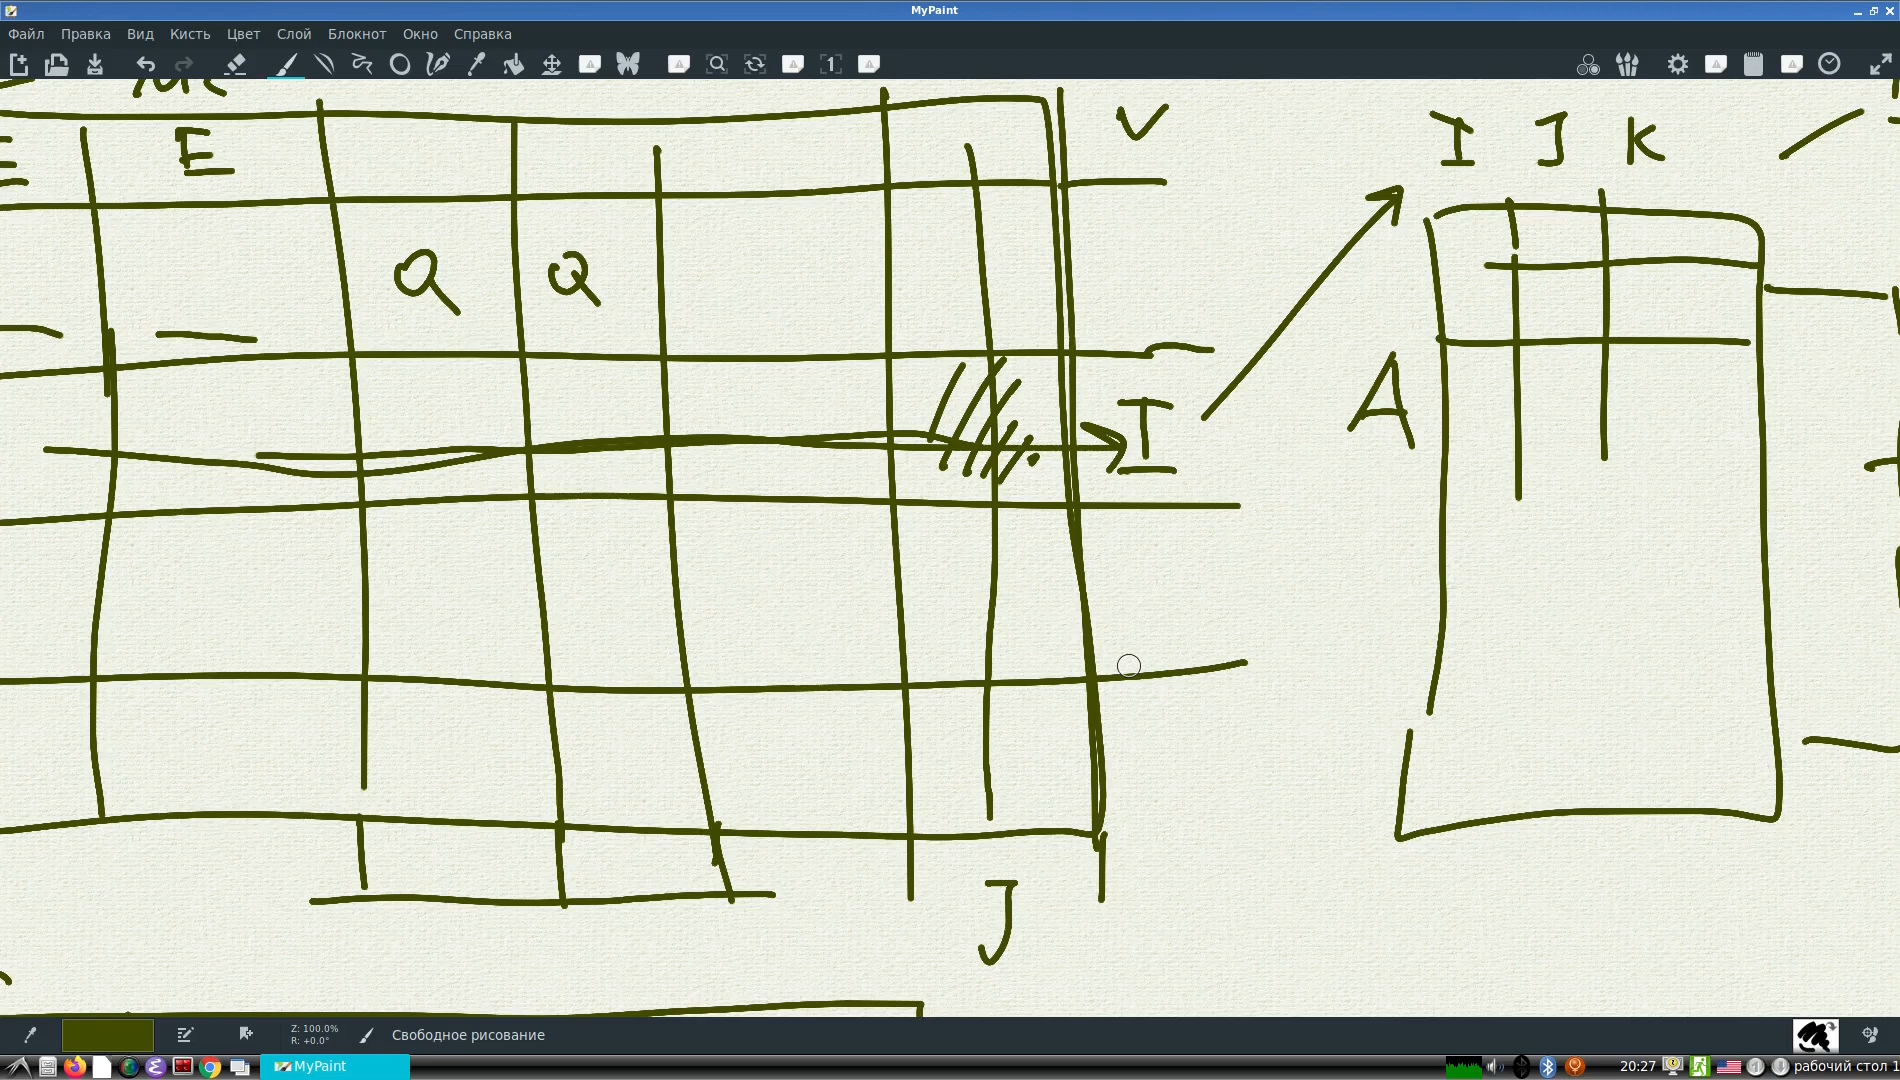 MyPaint
Файл Правка Вид Кисть Цвет Слой Блокнот Окно Справка
E
V
I J K
Q Q
I
A
J
Z: 100.0%
R: +0.0°
Свободное рисование
MyPaint
20:27
рабочий стол 1